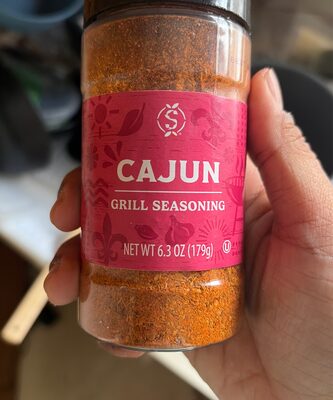 S
CAJUN
GRILL SEASONING
NET WT 6.3 OZ (179g)
U